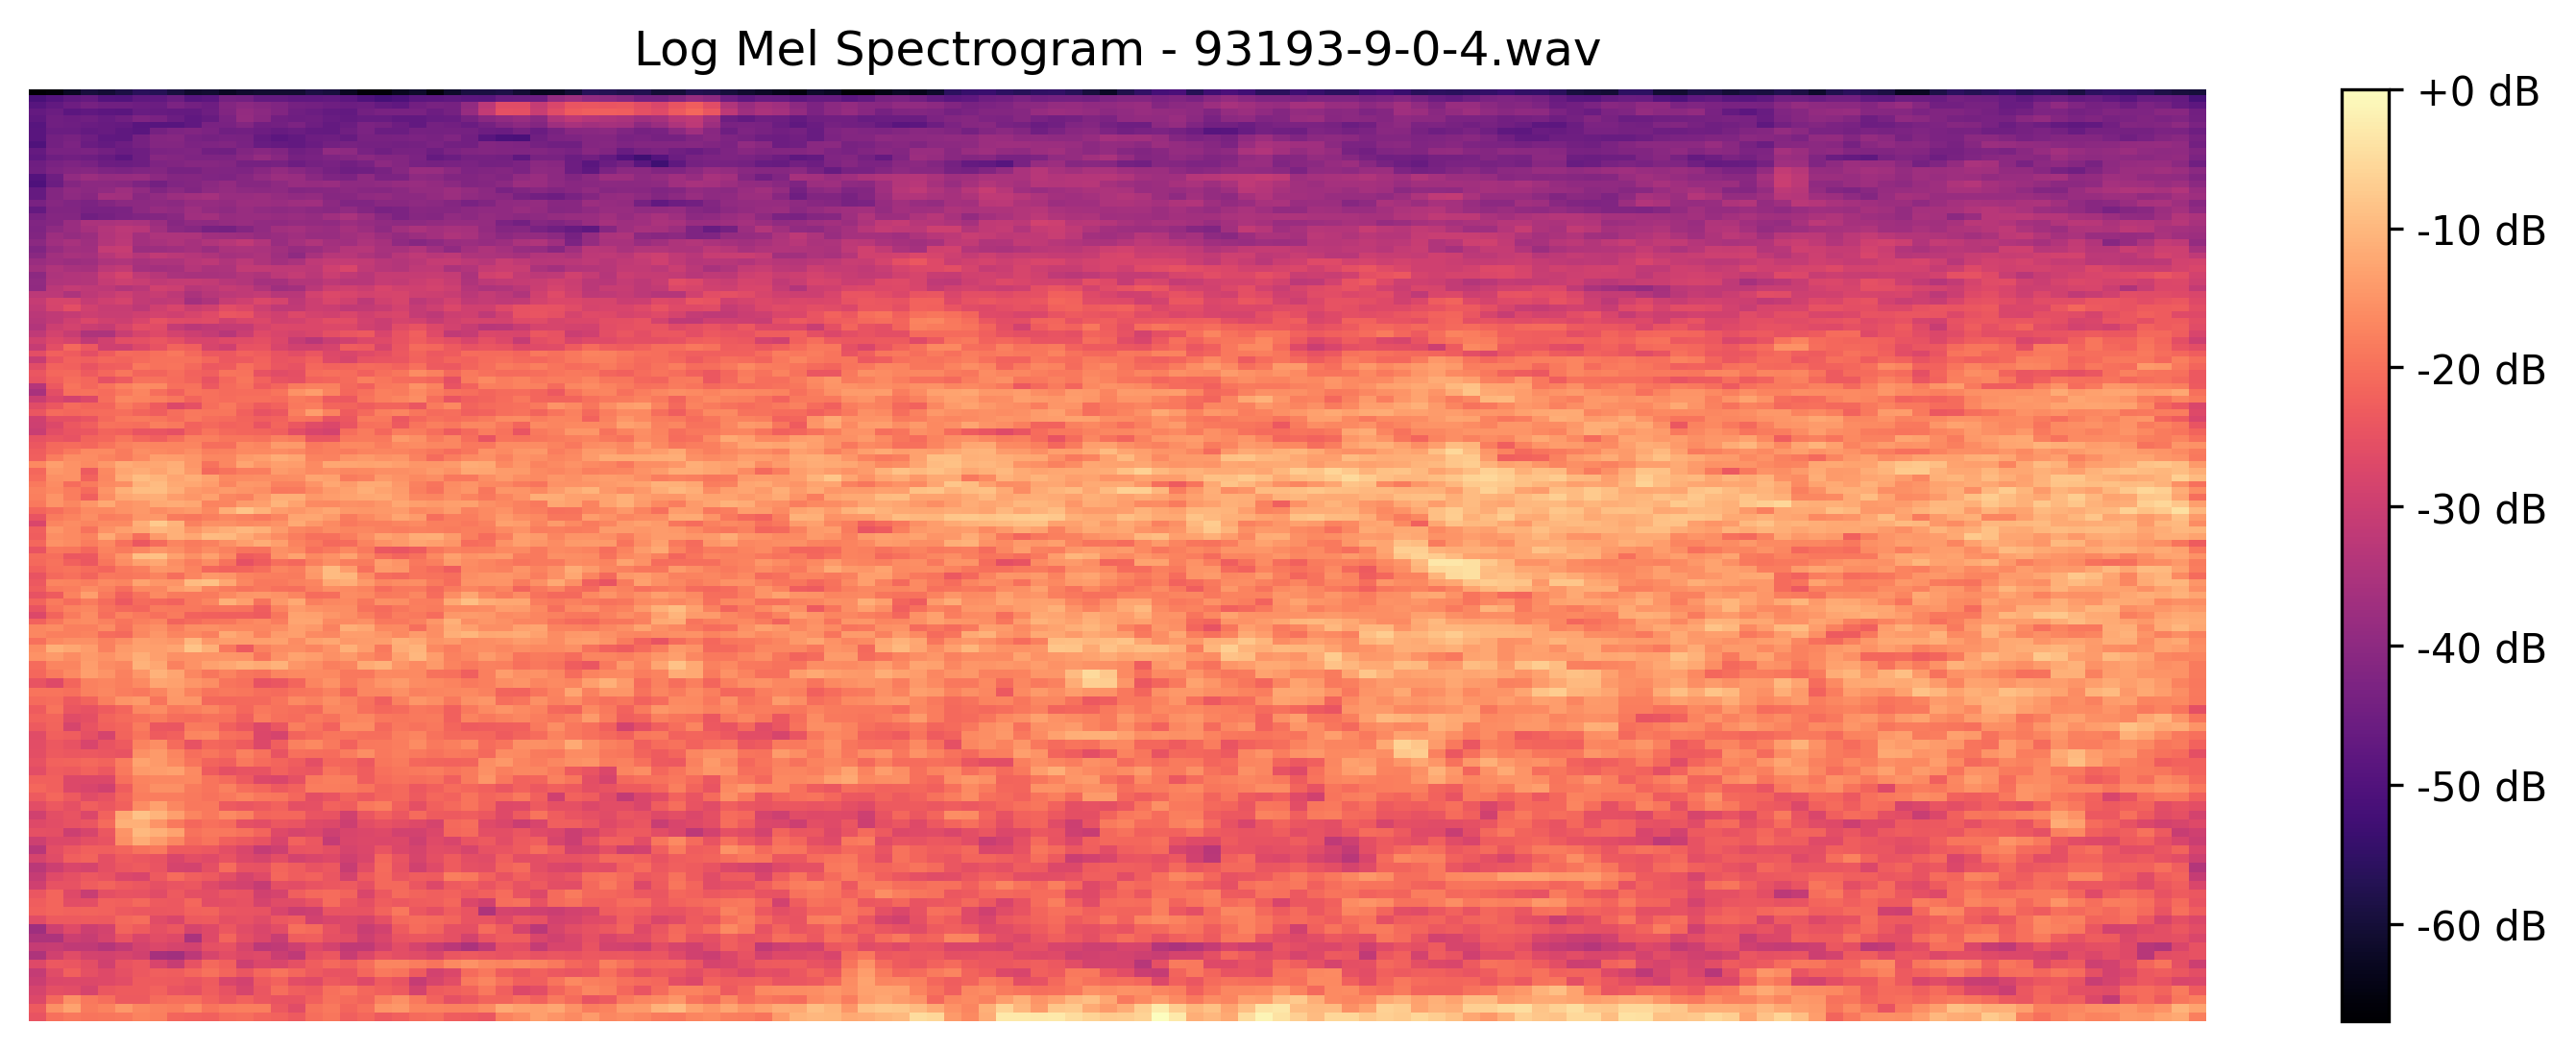 Log Mel Spectrogram - 93193-9-0-4.wav
+0 dB
-10 dB
-20 dB
-30 dB
-40 dB
-50 dB
-60 dB